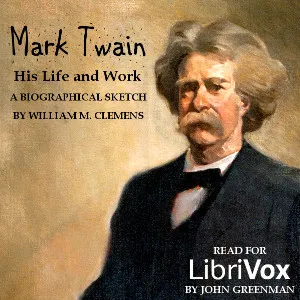 Mark Twain
His Life and Work
A BIOGRAPHICAL SKETCH
BY WILLIAM M. CLEMENS
READ FOR
LibriVox
BY JOHN GREENMAN